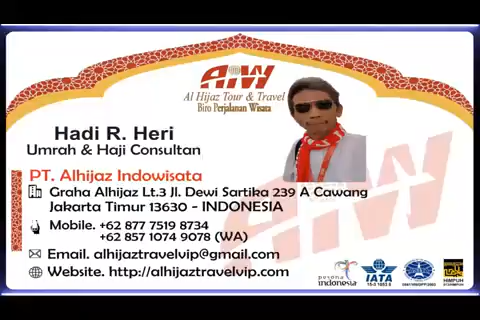 AIW
Al Hijaz Tour & Travel
Biro Perjalanan Wisata
Hadi R. Heri
Umrah & Haji Consultan
PT. Alhijaz Indowisata
Graha Alhijaz Lt.3 Jl. Dewi Sartika 239 A Cawang
Jakarta Timur 13630 - INDONESIA
Mobile. +62 877 7519 8734
+62 857 1074 9078 (WA)
Email. alhijaztravelvip@gmail.com
Website. http://alhijaztravelvip.com
pesona
indonesia
IATA
HIMPUH